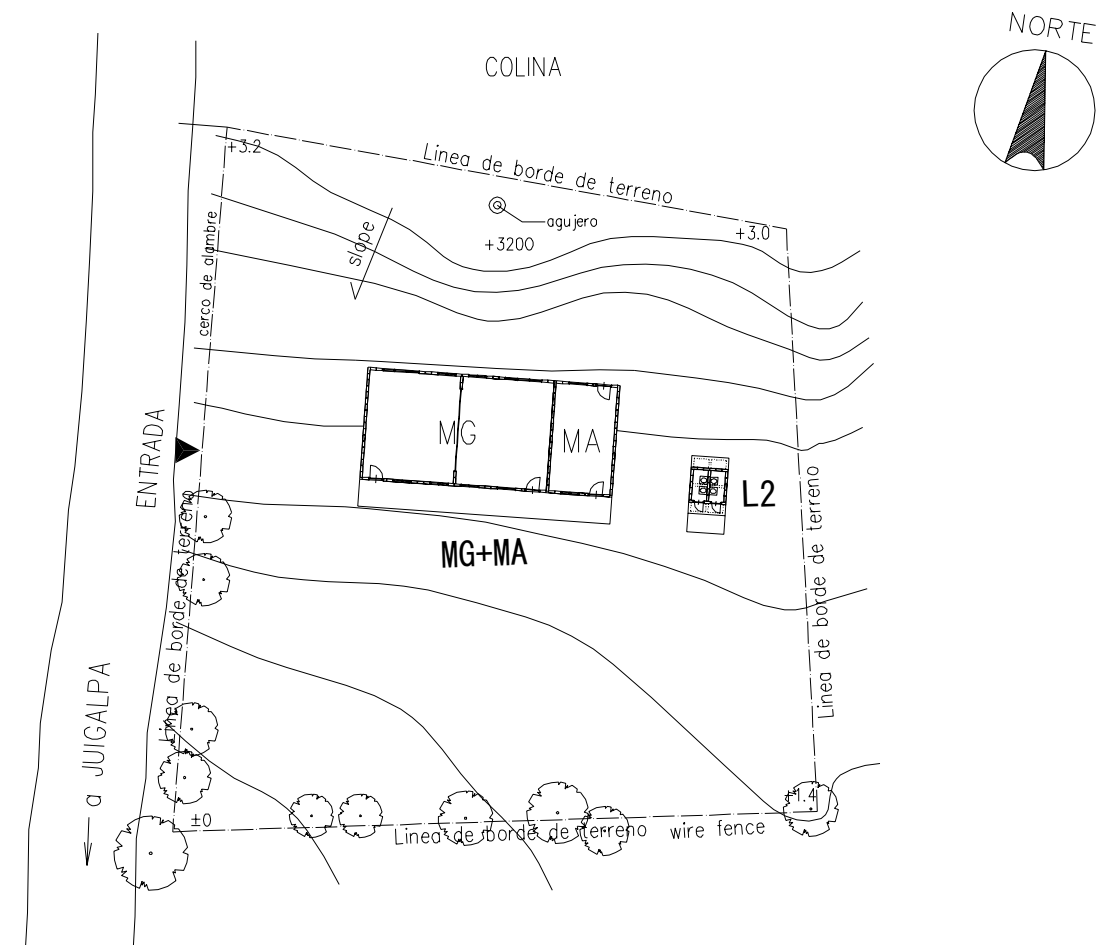 NORTE
COLINA
+3.2
Linea de borde de terreno
agujero
+3200
+3.0
slope
cerco de alambre
ENTRADA
MG
MA
L2
MG+MA
Linea de borde de terreno
Linea de borde de terreno
a JUIGALPA
±0
+1.4
Linea de borde de terreno wire fence